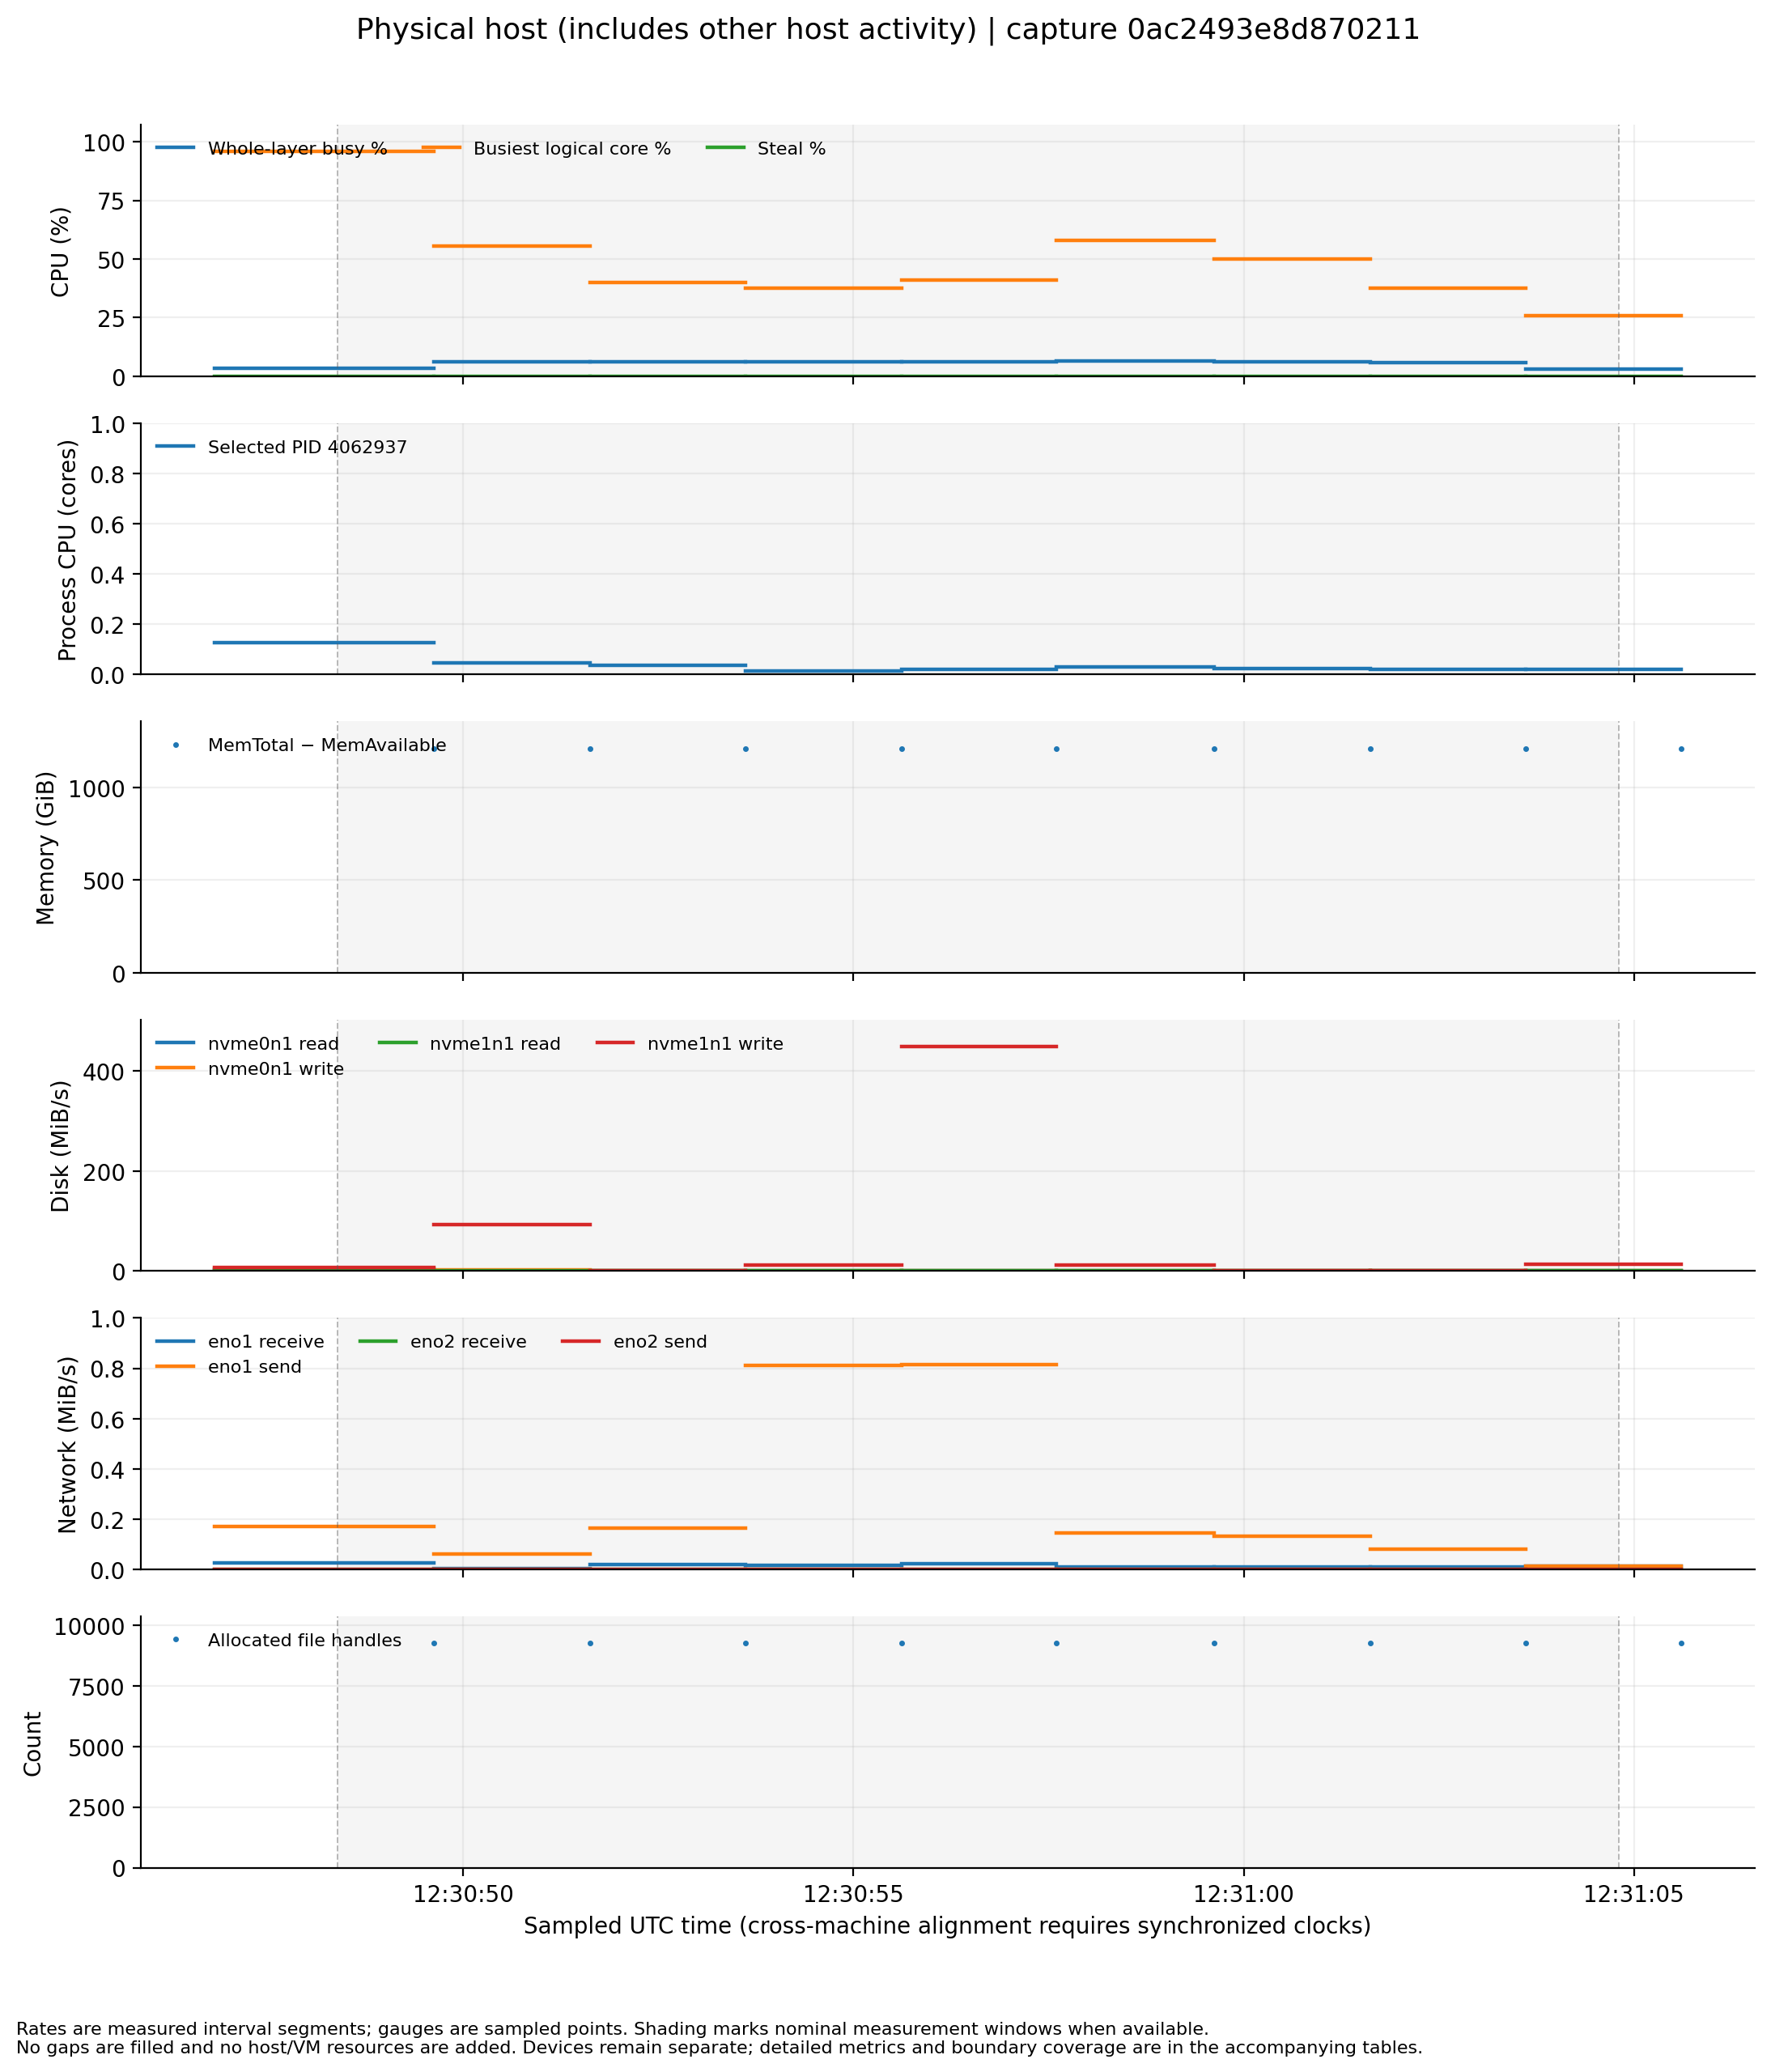 Physical host (includes other host activity) | capture 0ac2493e8d870211
CPU (%)
100
75
50
25
0
Whole-layer busy %
Busiest logical core %
Steal %
Process CPU (cores)
1.0
0.8
0.6
0.4
0.2
0.0
Selected PID 4062937
Memory (GiB)
1000
500
0
MemTotal − MemAvailable
Disk (MiB/s)
400
200
0
nvme0n1 read
nvme0n1 write
nvme1n1 read
nvme1n1 write
Network (MiB/s)
1.0
0.8
0.6
0.4
0.2
0.0
eno1 receive
eno1 send
eno2 receive
eno2 send
Count
10000
7500
5000
2500
0
Allocated file handles
12:30:50
12:30:55
12:31:00
12:31:05
Sampled UTC time (cross-machine alignment requires synchronized clocks)
Rates are measured interval segments; gauges are sampled points. Shading marks nominal measurement windows when available.
No gaps are filled and no host/VM resources are added. Devices remain separate; detailed metrics and boundary coverage are in the accompanying tables.